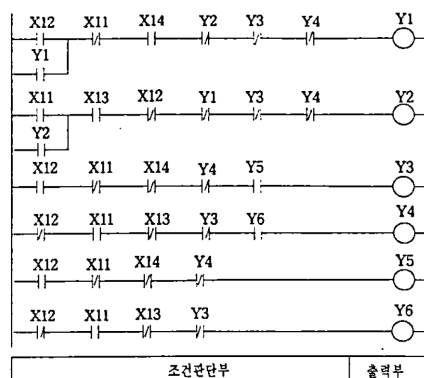 X12 X11 X14 Y2 Y3 Y4 Y1
Y1
X11 X13 X12 Y1 Y3 Y4 Y2
Y2
X12 X11 X14 Y4 Y5 Y3
X12 X11 X13 Y3 Y6 Y4
X12 X11 X14 Y4 Y5
X12 X11 X13 Y3 Y6
조건판단부 출력부